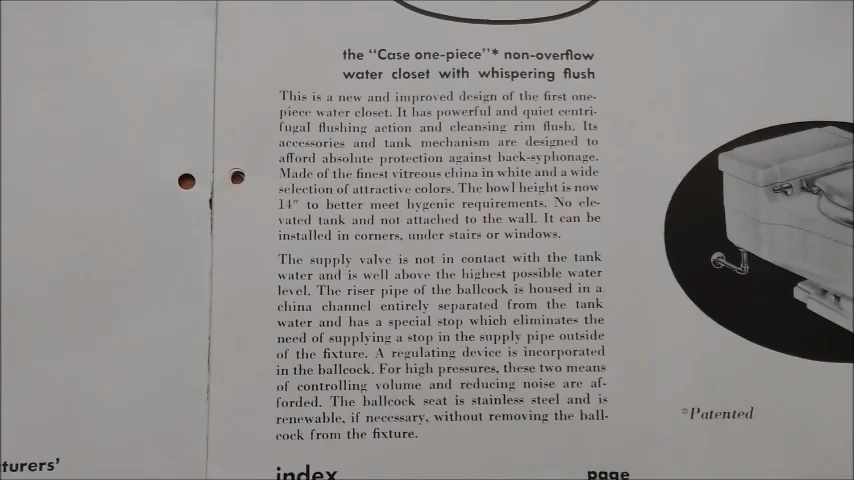 the "Case one-piece"* non-overflow
water closet with whispering flush
This is a new and improved design of the first one-
piece water closet. It has powerful and quiet centri-
fugal flushing action and cleansing rim flush. Its
accessories and tank mechanism are designed to
afford absolute protection against back-syphonage.
Made of the finest vitreous china in white and a wide
selection of attractive colors. The bowl height is now
14" to better meet hygenic requirements. No ele-
vated tank and not attached to the wall. It can be
installed in corners, under stairs or windows.
The supply valve is not in contact with the tank
water and is well above the highest possible water
level. The riser pipe of the ballcock is housed in a
china channel entirely separated from the tank
water and has a special stop which eliminates the
need of supplying a stop in the supply pipe outside
of the fixture. A regulating device is incorporated
in the ballcock. For high pressures, these two means
of controlling volume and reducing noise are af-
forded. The ballcock seat is stainless steel and is
renewable, if necessary, without removing the ball-
cock from the fixture.
*Patented
turers'
index page